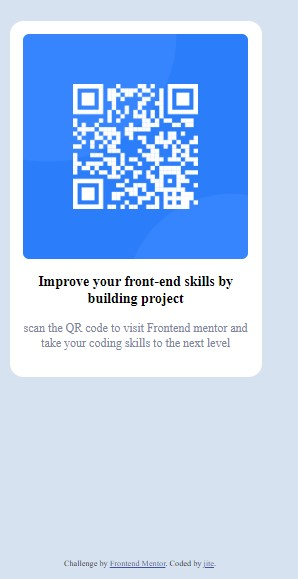 Improve your front-end skills by
building project
scan the QR code to visit Frontend mentor and
take your coding skills to the next level
Challenge by Frontend Mentor. Coded by jite.